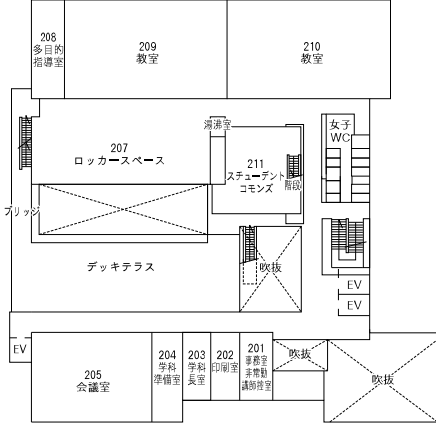 208
多目的
指導室
209
教室
210
教室
湯沸室
女子
WC
207
ロッカースペース
211
スチューデント
コモンズ
階段
ブリッジ
デッキテラス
吹抜
EV
EV
EV
205
会議室
204
学科
準備室
203
学科
長室
202
印刷室
201
事務室
非常勤
講師控室
吹抜
吹抜